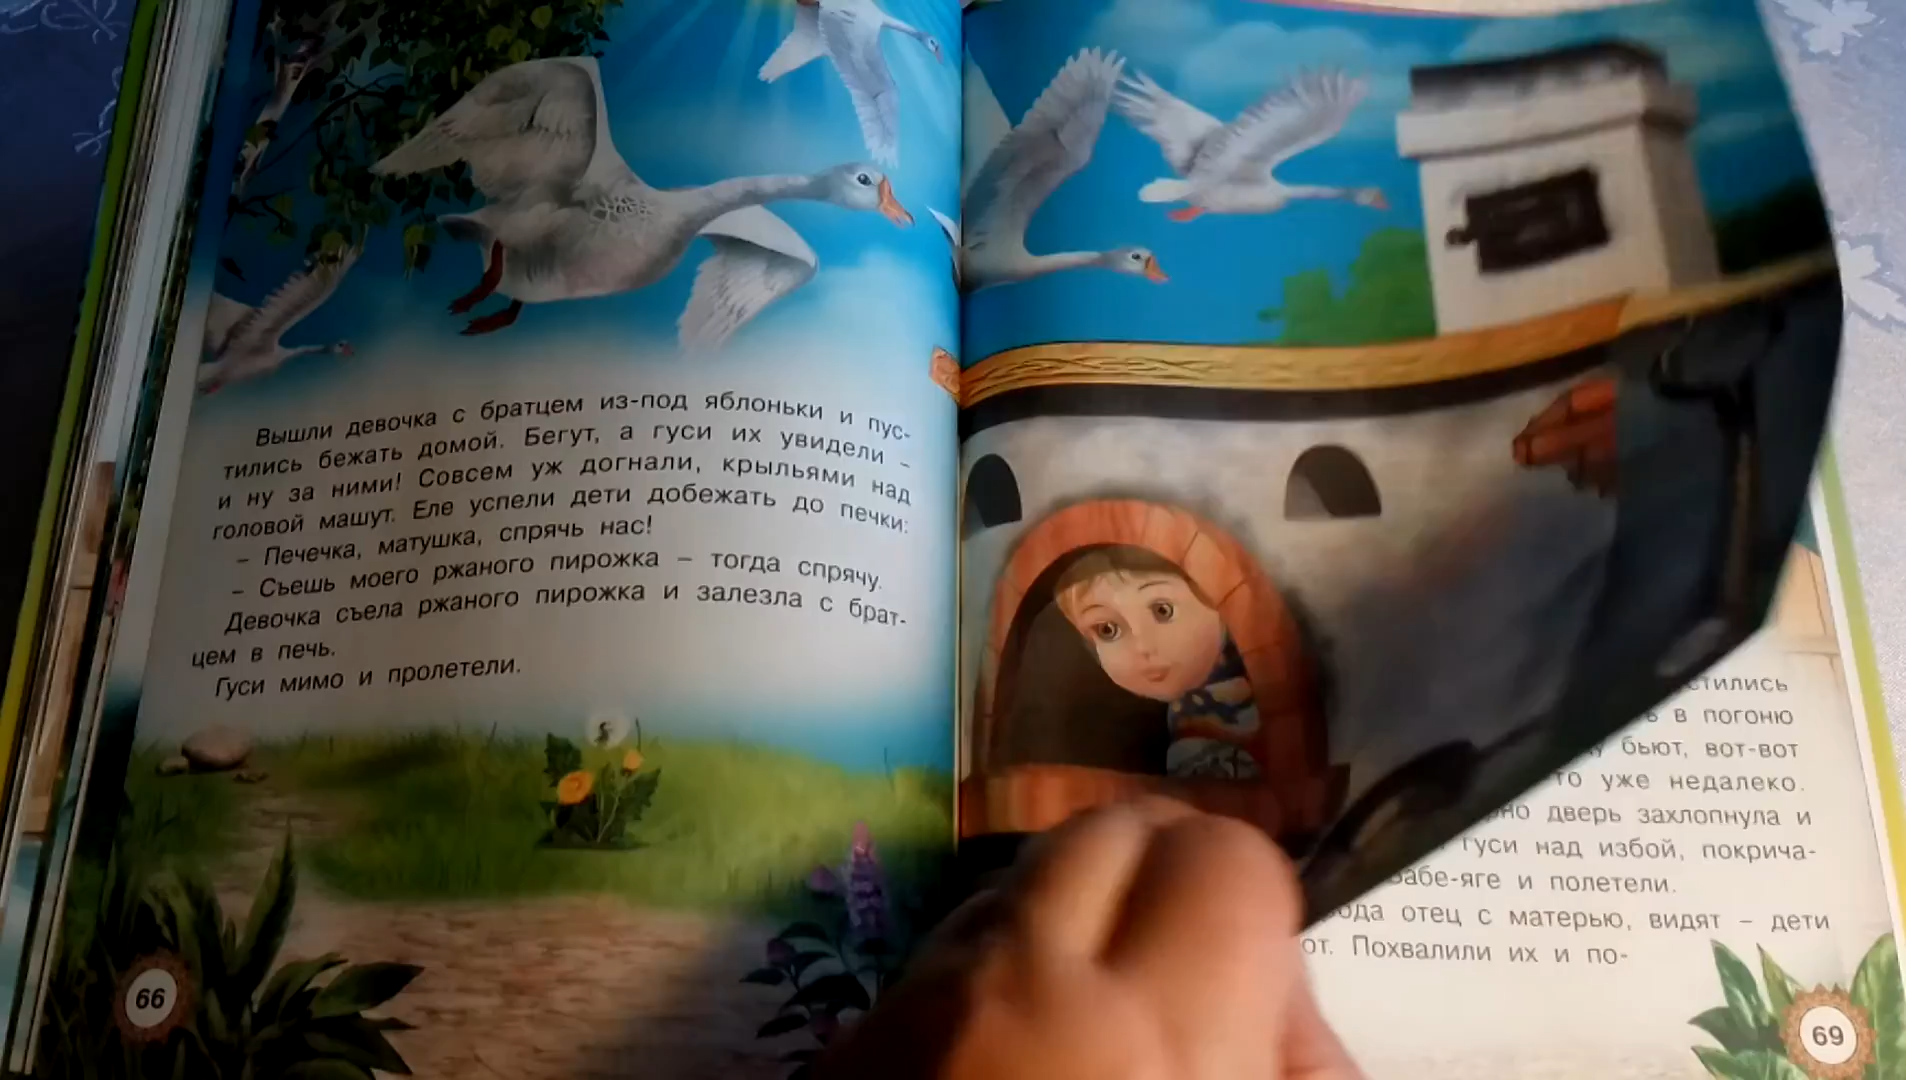 Вышли девочка с братцем из-под яблоньки и пус-
тились бежать домой. Бегут, а гуси их увидели –
и ну за ними! Совсем уж догнали, крыльями над
головой машут. Еле успели дети добежать до печки:
– Печечка, матушка, спрячь нас!
– Съешь моего ржаного пирожка – тогда спрячу.
Девочка съела ржаного пирожка и залезла с брат-
цем в печь.
Гуси мимо и пролетели.
66
в погоню
бьют, вот-вот
уже недалеко.
дверь захлопнула и
гуси над избой, покрича-
и полетели.
отец с матерью, видят – дети
Похвалили их и по-
69